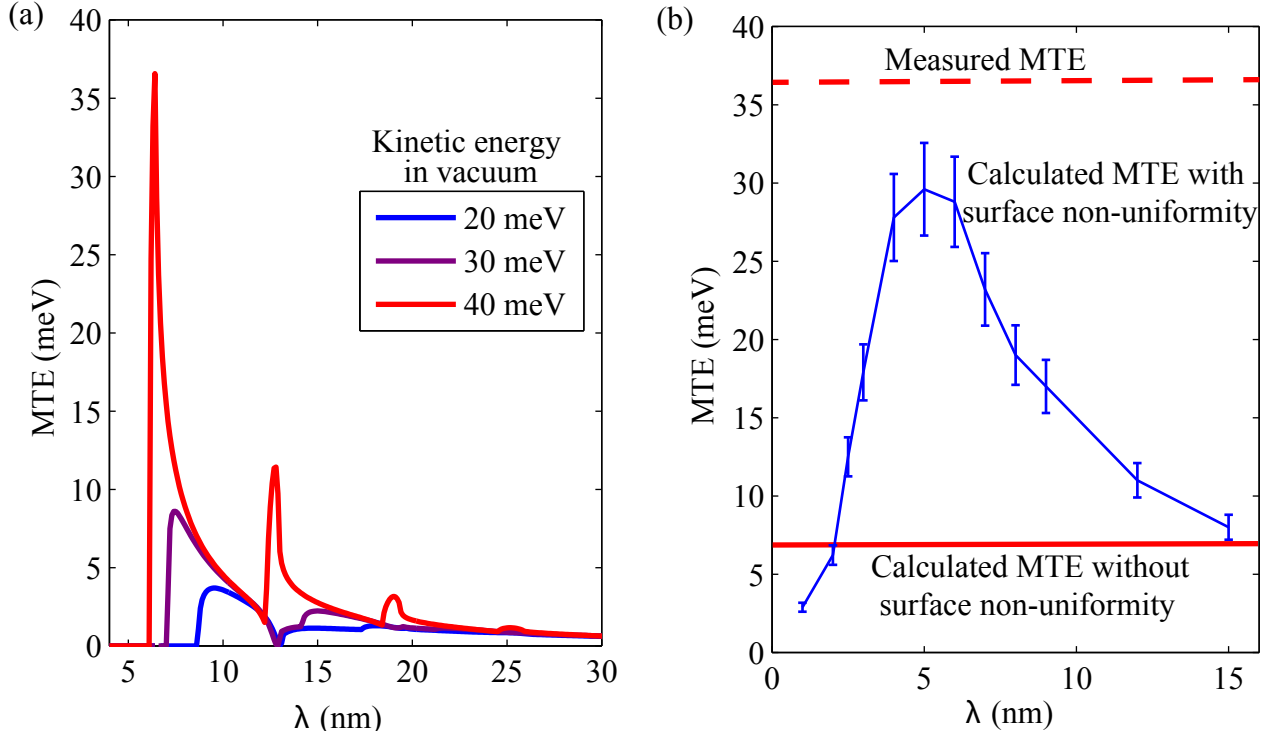 (a)
40
35
30
25
20
15
10
5
0
MTE (meV)
5
10
15
20
25
30
λ (nm)
Kinetic energy
in vacuum
20 meV
30 meV
40 meV
(b)
40
35
30
25
20
15
10
5
0
MTE (meV)
0
5
10
15
λ (nm)
Measured MTE
Calculated MTE with
surface non-uniformity
Calculated MTE without
surface non-uniformity